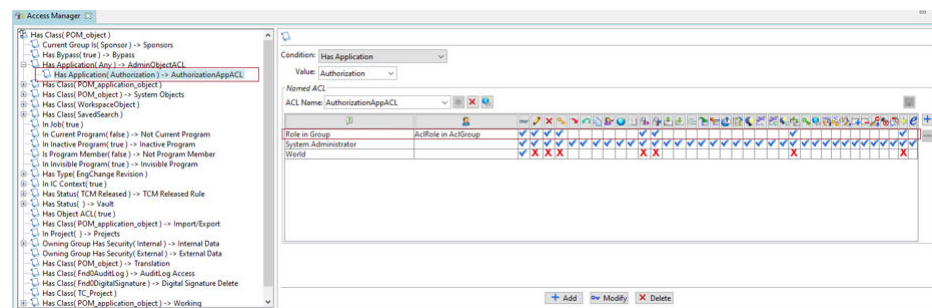 Access Manager
Has Class( POM_object )
Current Group Is( Sponsor ) -> Sponsors
Has Bypass( true ) -> Bypass
Has Application( Any ) -> AdminObjectACL
Has Application( Authorization ) -> AuthorizationAppACL
Has Class( POM_application_object )
Has Class( POM_object ) -> System Objects
Has Class( WorkspaceObject )
Has Class( SavedSearch )
In Job( true )
In Current Program( false ) -> Not Current Program
In Inactive Program( true ) -> Inactive Program
Is Program Member( false ) -> Not Program Member
In Invisible Program( true ) -> Invisible Program
Has Type( EngChange Revision )
In IC Context( true )
Has Status( TCM Released ) -> TCM Released Rule
Has Status( ) -> Vault
Has Object ACL( true )
Has Class( POM_application_object ) -> Import/Export
In Project( ) -> Projects
Owning Group Has Security( Internal ) -> Internal Data
Owning Group Has Security( External ) -> External Data
Has Class( POM_object ) -> Translation
Has Class( Fnd0AuditLog ) -> AuditLog Access
Has Class( Fnd0DigitalSignature ) -> Digital Signature Delete
Has Class( TC_Project )
Has Class( POM_application_object ) -> Working
Condition: Has Application
Value: Authorization
Named ACL
ACL Name: AuthorizationAppACL
Role in Group AclRole in AclGroup
System Administrator
World
Add Modify Delete